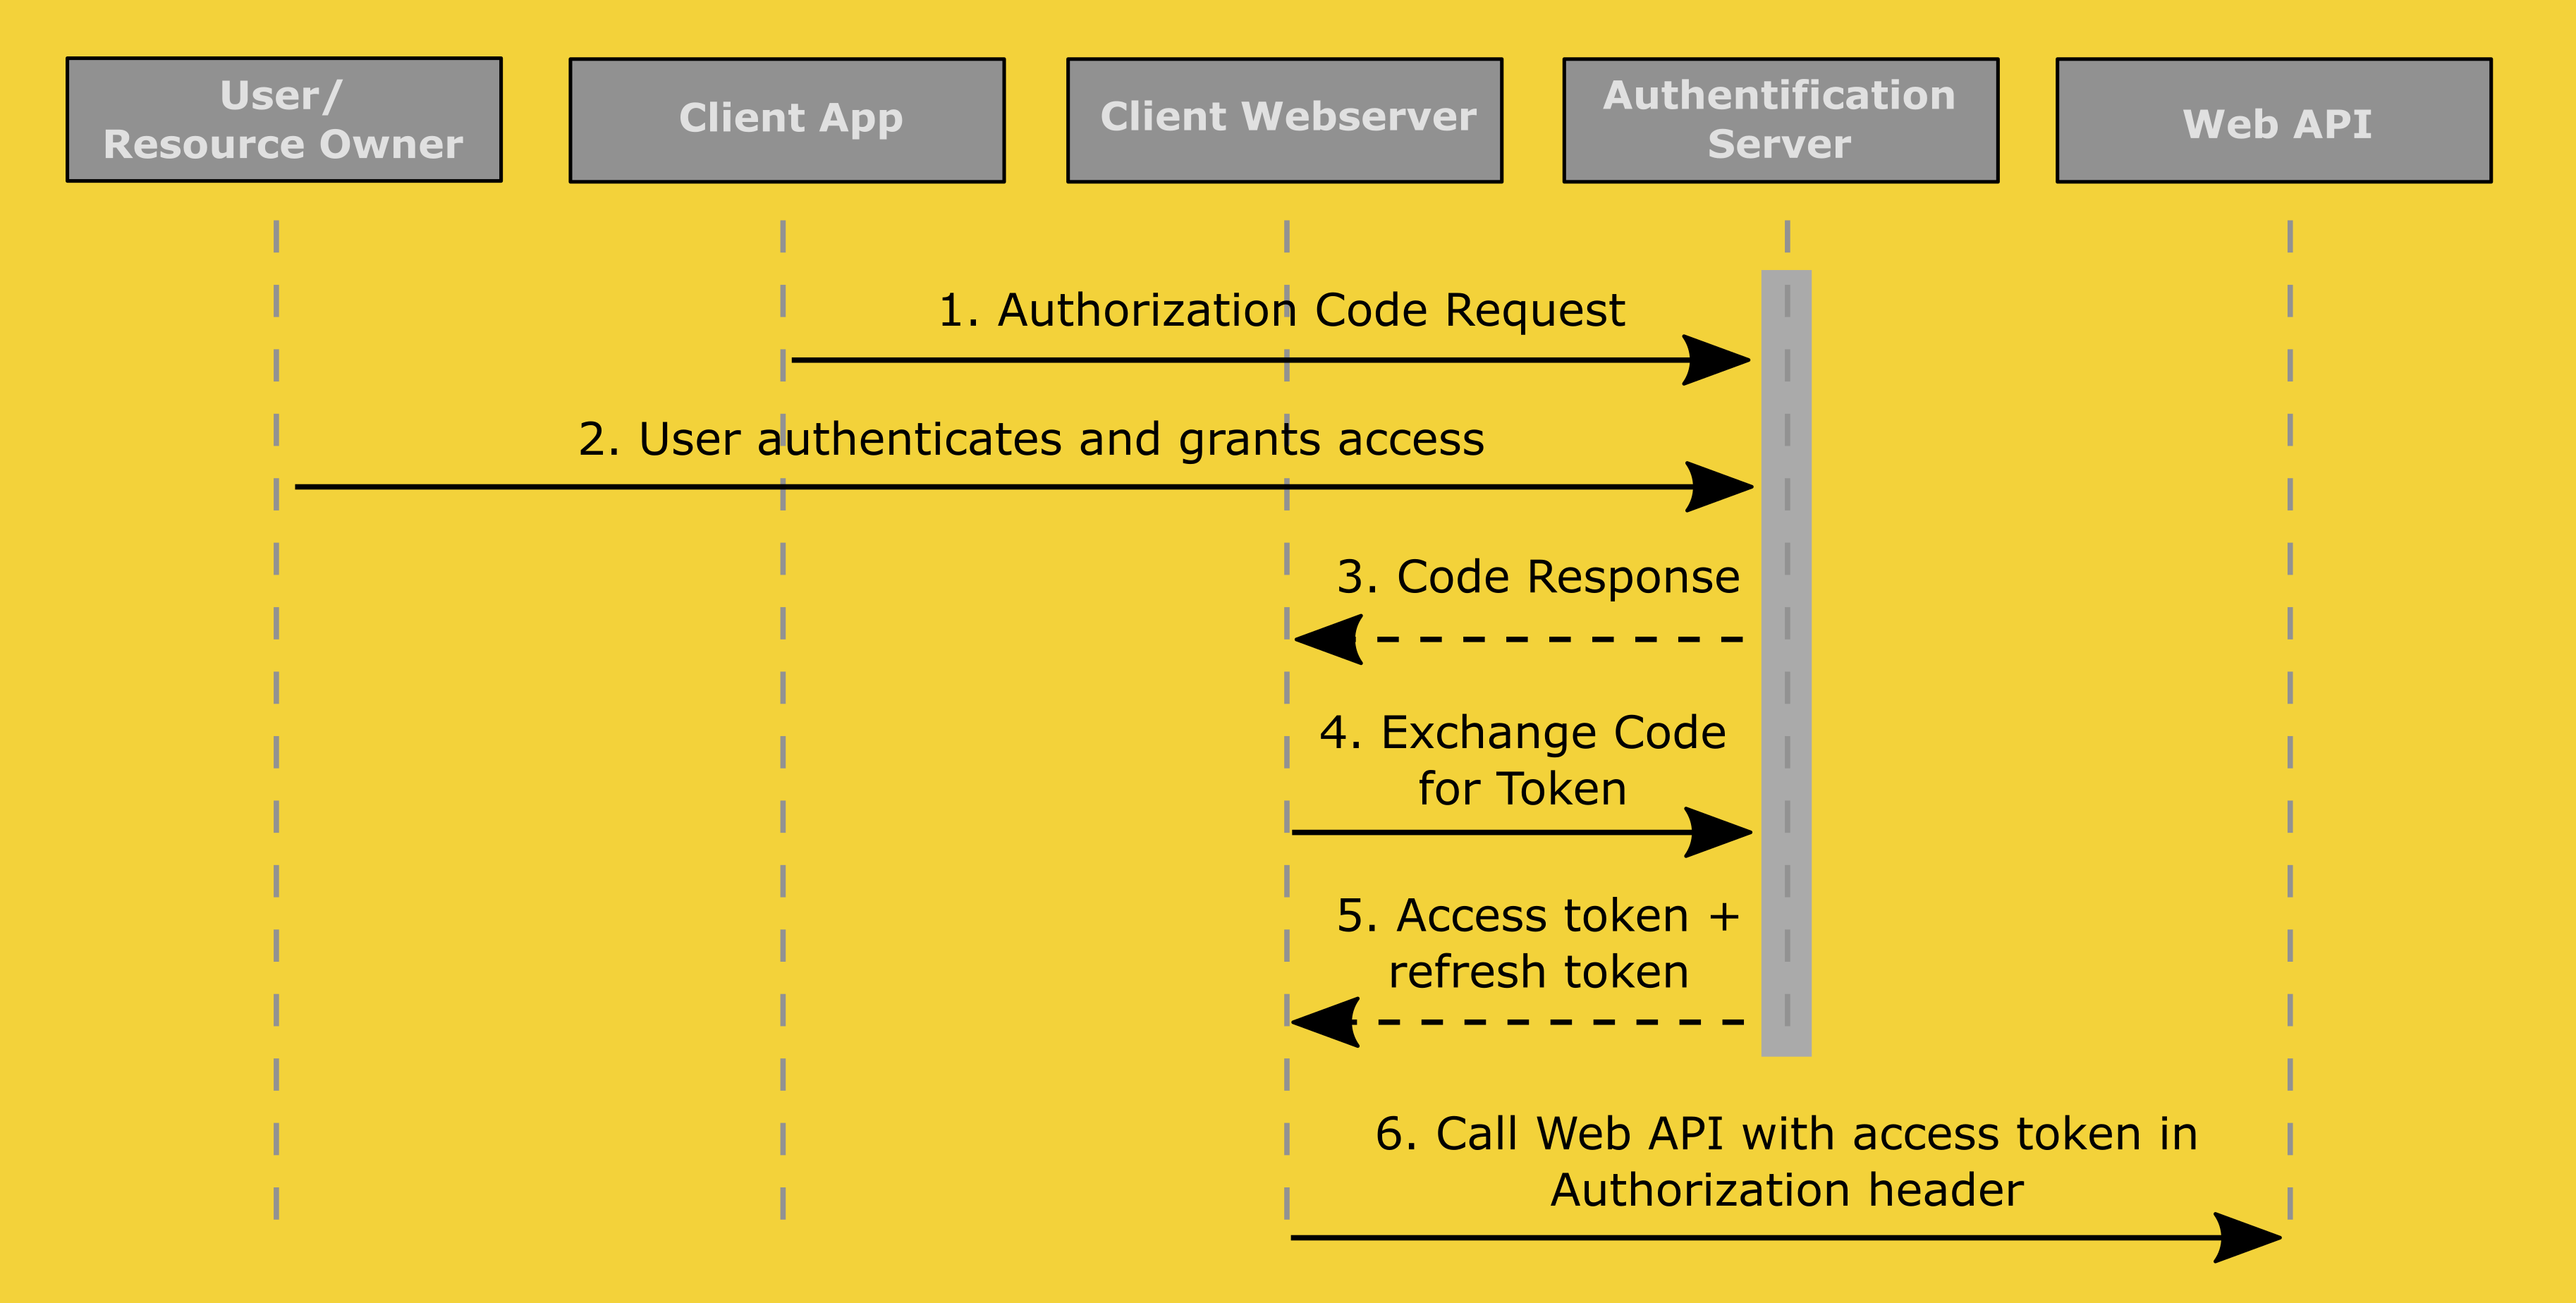 User/
Resource Owner
Client App
Client Webserver
Authentification
Server
Web API
1. Authorization Code Request
2. User authenticates and grants access
3. Code Response
4. Exchange Code
for Token
5. Access token +
refresh token
6. Call Web API with access token in
Authorization header